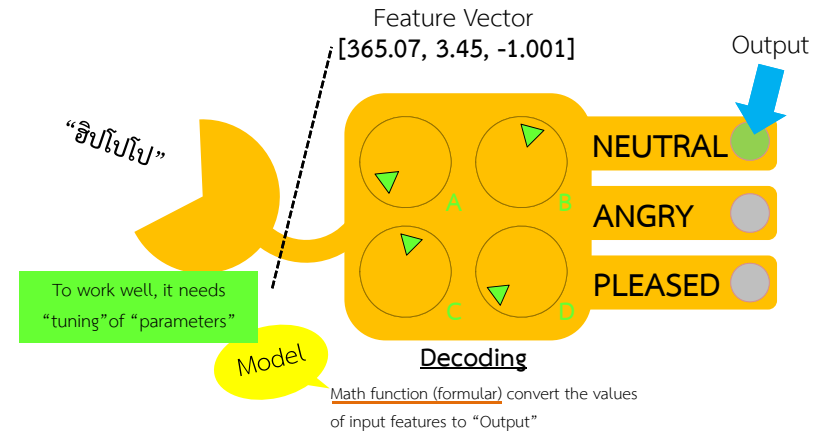 Feature Vector
[365.07, 3.45, -1.001]
Output
“ฮิปโปโป”
NEUTRAL
A
B
ANGRY
PLEASED
C
D
To work well, it needs
“tuning”of “parameters”
Model
Decoding
Math function (formular) convert the values
of input features to “Output”